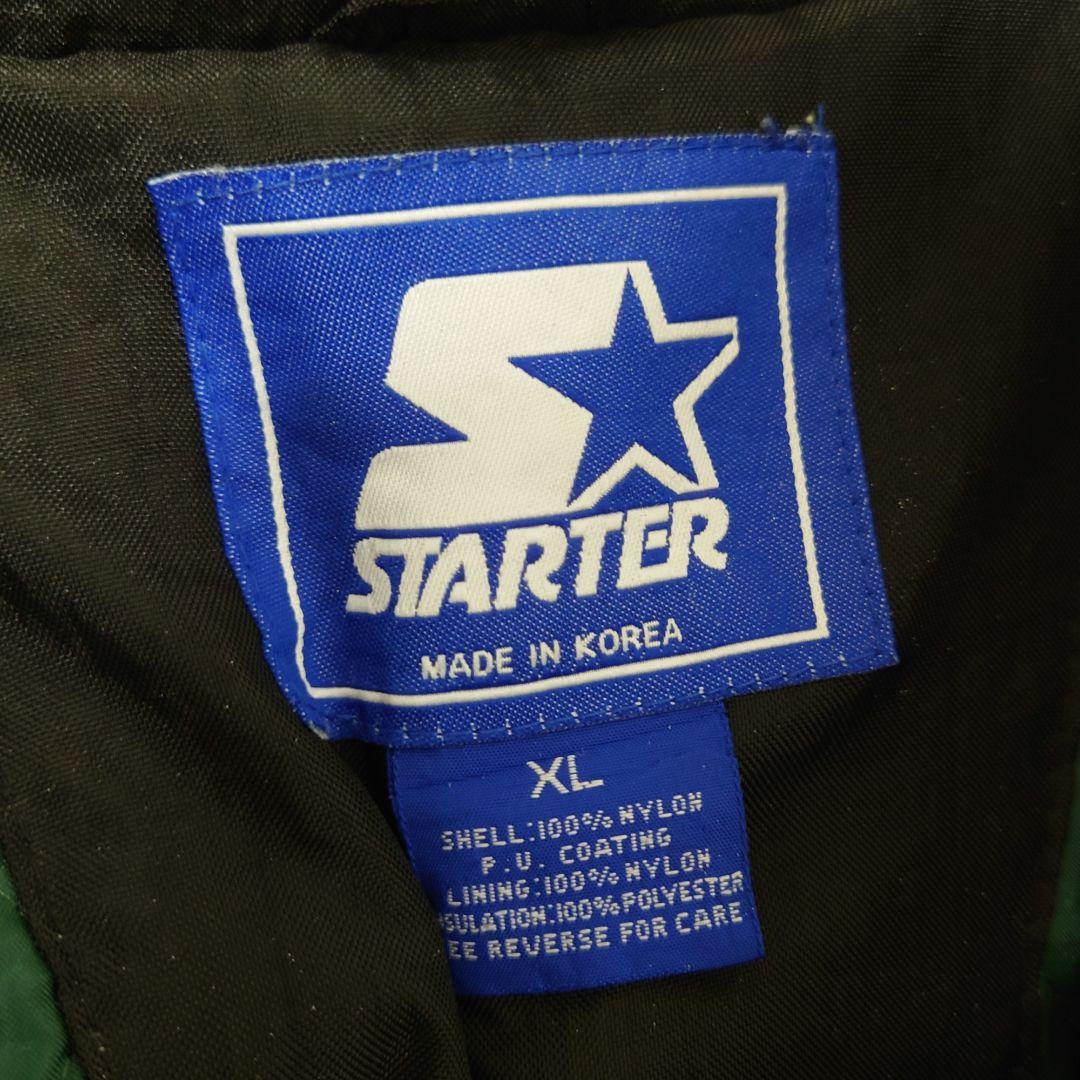 STARTER
MADE IN KOREA
XL
SHELL:100% NYLON
P.U. COATING
LINING:100% NYLON
SULATION:100% POLYESTER
EE REVERSE FOR CARE